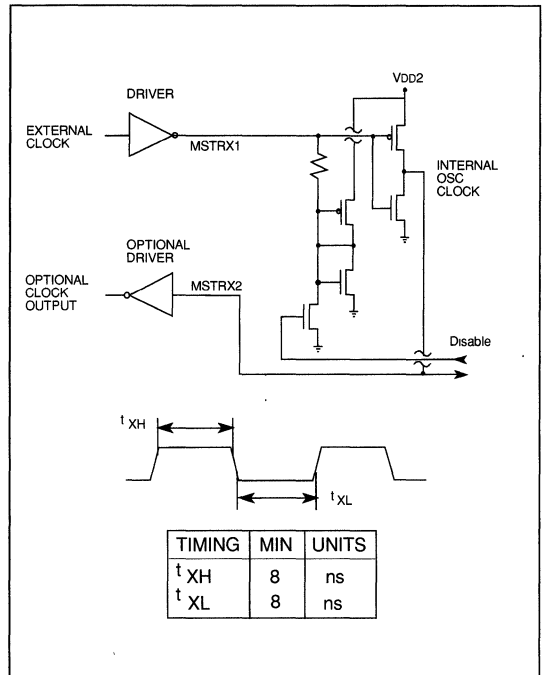 VDD2
DRIVER
EXTERNAL
CLOCK
MSTRX1
INTERNAL
OSC
CLOCK
OPTIONAL
DRIVER
OPTIONAL
CLOCK
OUTPUT
MSTRX2
Disable
t XH
t XL
TIMING MIN UNITS
t XH 8 ns
t XL 8 ns